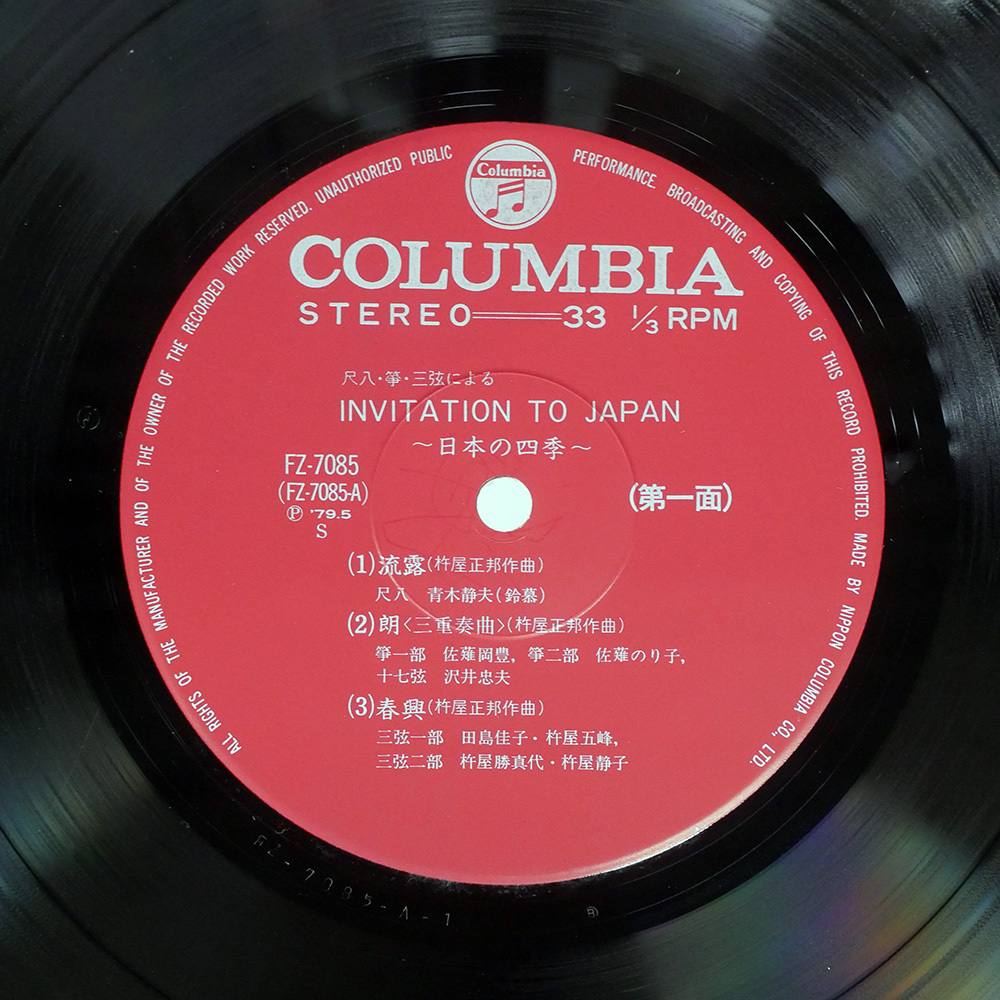 Columbia
ALL RIGHTS OF THE MANUFACTURER AND OF THE OWNER OF THE RECORDED WORK RESERVED. UNAUTHORIZED PUBLIC PERFORMANCE. BROADCASTING AND COPYING OF THIS RECORD PROHIBITED. MADE BY NIPPON COLUMBIA CO., LTD.
COLUMBIA
STEREO 33 1/3 RPM
尺八・箏・三弦による
INVITATION TO JAPAN
〜日本の四季〜
FZ-7085
(FZ-7085-A)
Ⓟ '79.5
S
(第一面)
(1)流露(杵屋正邦作曲)
尺八 青木静夫(鈴慕)
(2)朗〈三重奏曲〉(杵屋正邦作曲)
箏一部 佐薙岡豊, 箏二部 佐薙のり子,
十七弦 沢井忠夫
(3)春興(杵屋正邦作曲)
三弦一部 田島佳子・杵屋五峰,
三弦二部 杵屋勝真代・杵屋静子
FZ-7085-A-1